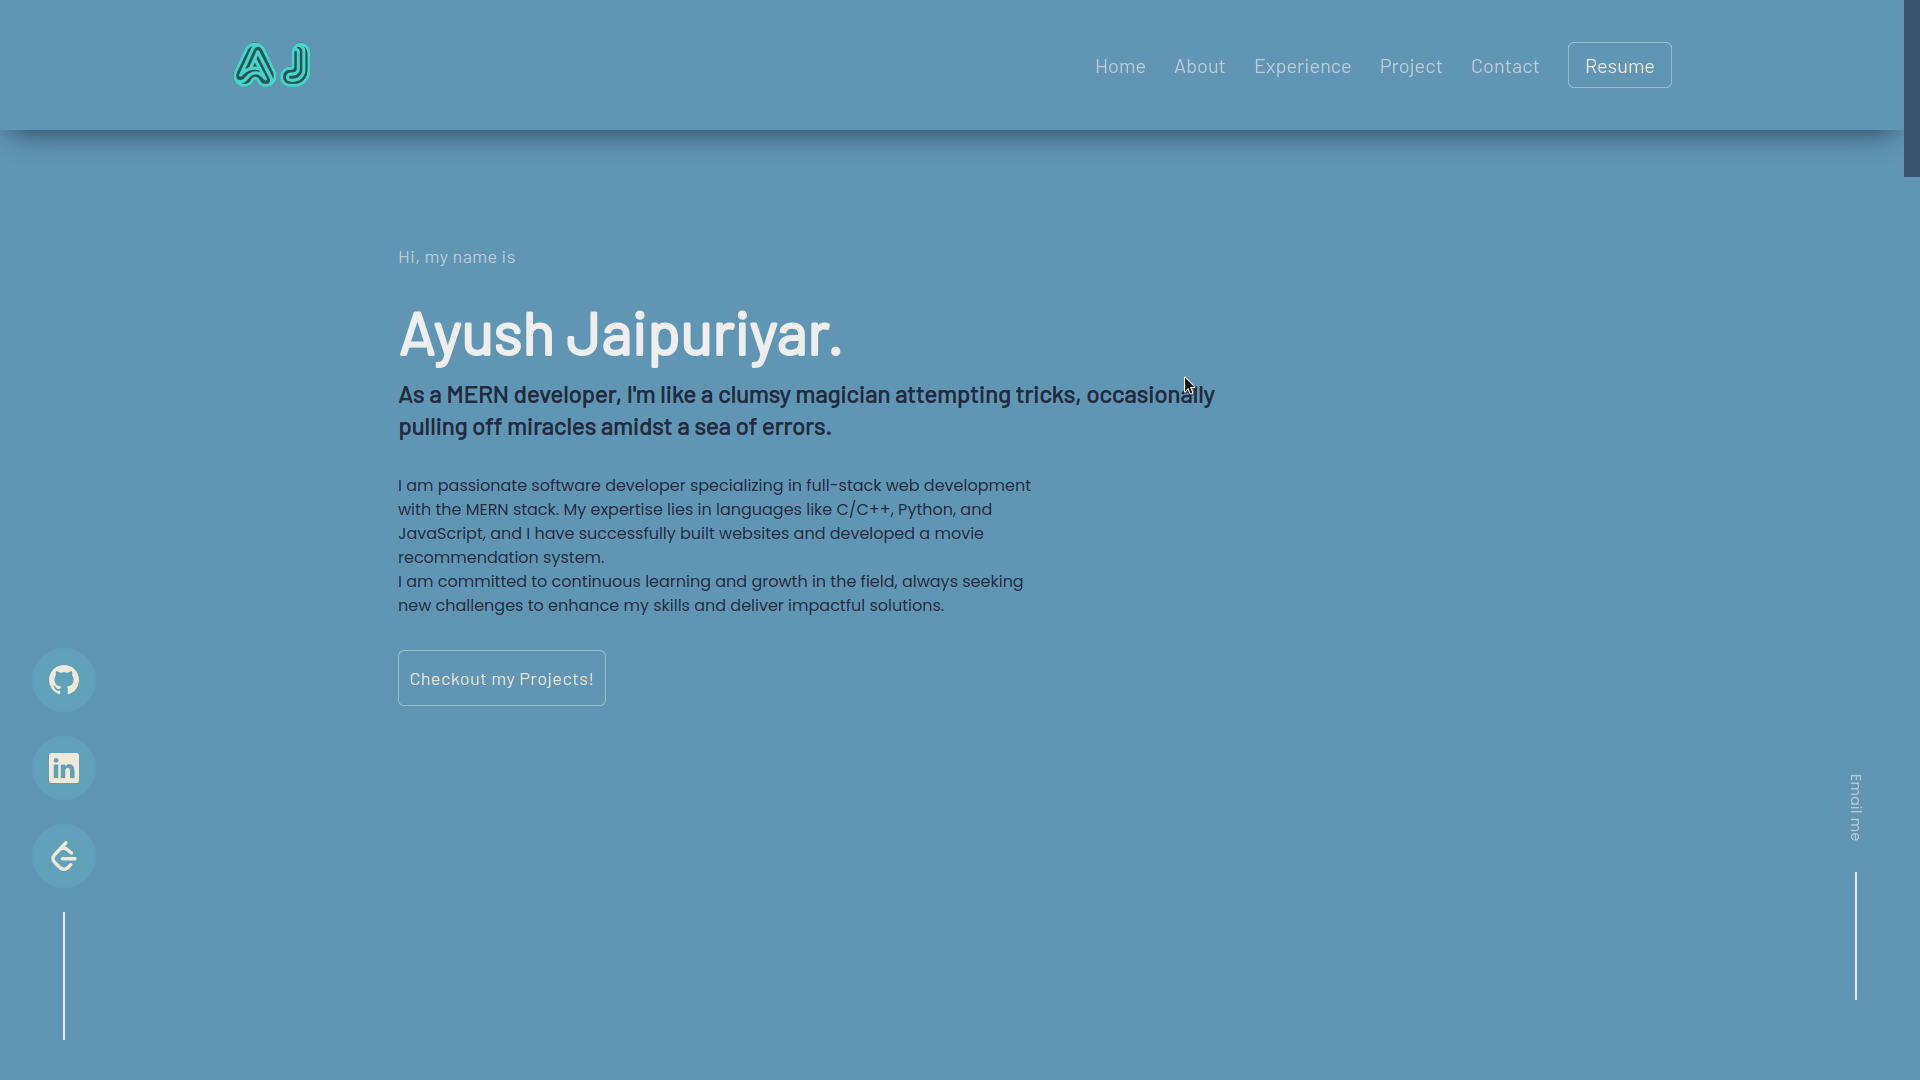 AJ
Home
About
Experience
Project
Contact
Resume
Hi, my name is
Ayush Jaipuriyar.
As a MERN developer, I'm like a clumsy magician attempting tricks, occasionally
pulling off miracles amidst a sea of errors.
I am passionate software developer specializing in full-stack web development
with the MERN stack. My expertise lies in languages like C/C++, Python, and
JavaScript, and I have successfully built websites and developed a movie
recommendation system.
I am committed to continuous learning and growth in the field, always seeking
new challenges to enhance my skills and deliver impactful solutions.
Checkout my Projects!
in
Email me